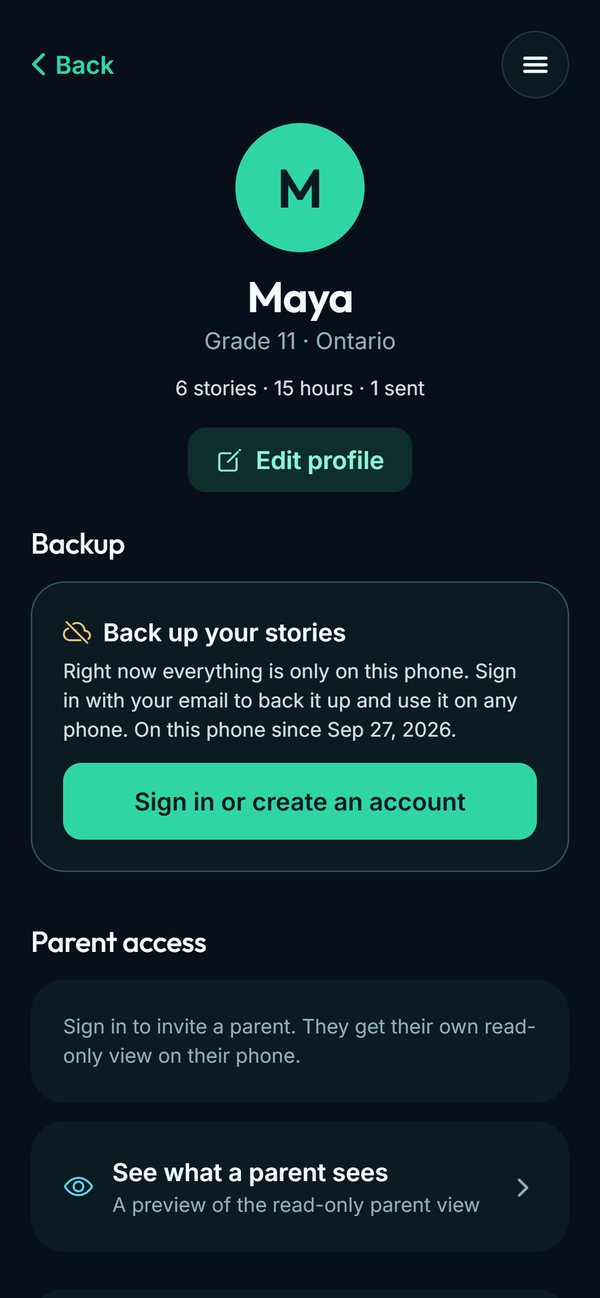 Back
M
Maya
Grade 11 · Ontario
6 stories · 15 hours · 1 sent
Edit profile
Backup
Back up your stories
Right now everything is only on this phone. Sign
in with your email to back it up and use it on any
phone. On this phone since Sep 27, 2026.
Sign in or create an account
Parent access
Sign in to invite a parent. They get their own read-
only view on their phone.
See what a parent sees
A preview of the read-only parent view